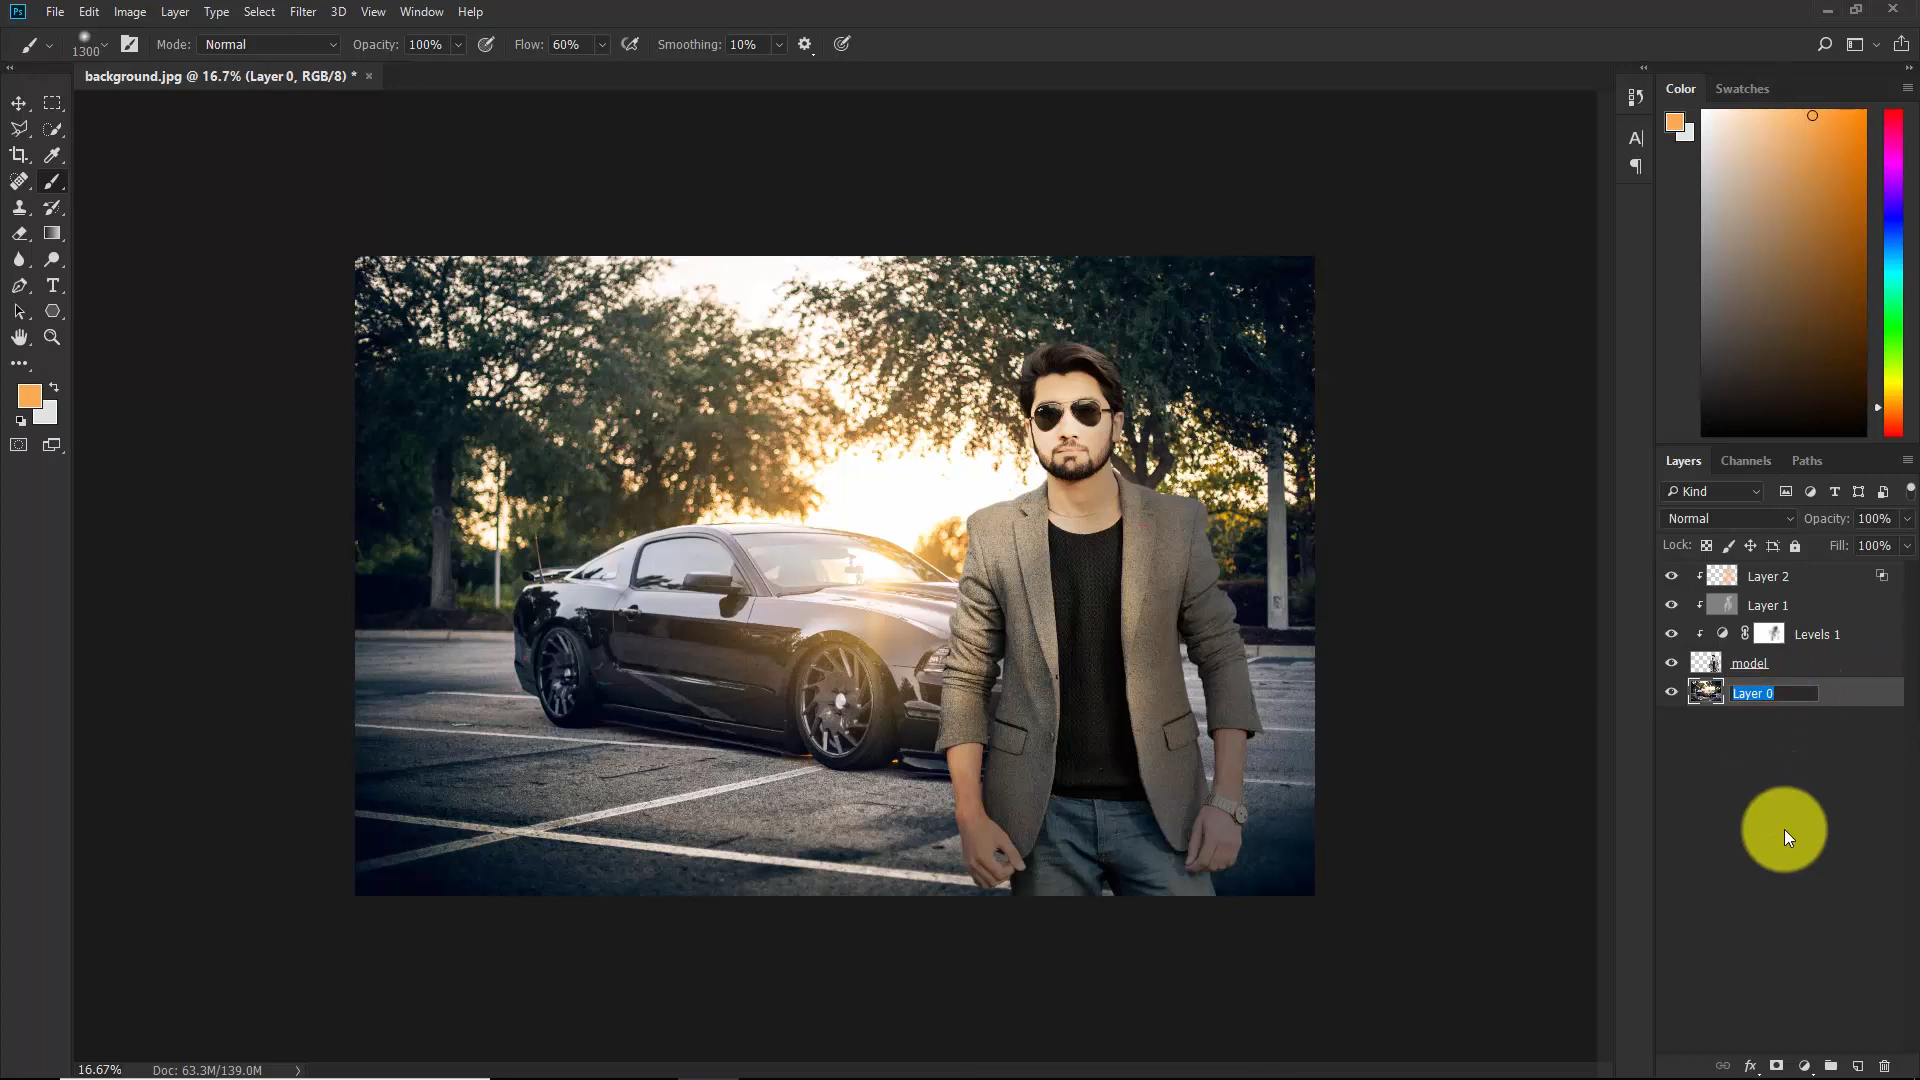 Ps File Edit Image Layer Type Select Filter 3D View Window Help
1300 Mode: Normal Opacity: 100% Flow: 60% Smoothing: 10%
background.jpg @ 16.7% (Layer 0, RGB/8) * ×
Color Swatches
Layers Channels Paths
Kind
Normal Opacity: 100%
Lock: Fill: 100%
Layer 2
Layer 1
Levels 1
model
Layer 0
16.67% Doc: 63.3M/139.0M